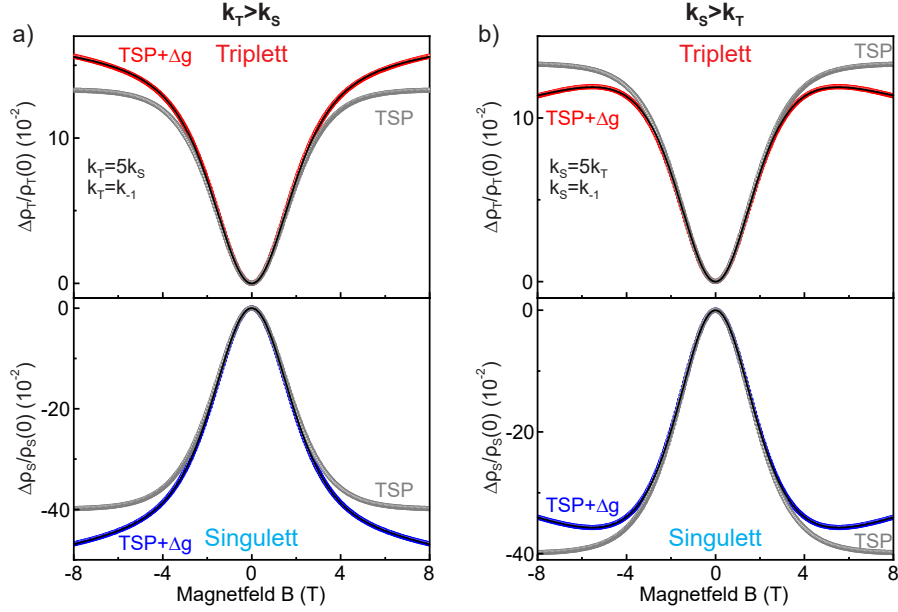 k_T>k_S
k_S>k_T
a)
b)
TSP+Δg
Triplett
TSP
k_T=5k_S
k_T=k_-1
Δρ_T/ρ_T(0) (10^-2)
10
0
Triplett
TSP
TSP+Δg
k_S=5k_T
k_S=k_-1
Δρ_T/ρ_T(0) (10^-2)
10
0
0
-20
-40
Δρ_S/ρ_S(0) (10^-2)
TSP
TSP+Δg
Singulett
-8 -4 0 4 8
Magnetfeld B (T)
0
-20
-40
Δρ_S/ρ_S(0) (10^-2)
TSP+Δg
Singulett
TSP
-8 -4 0 4 8
Magnetfeld B (T)